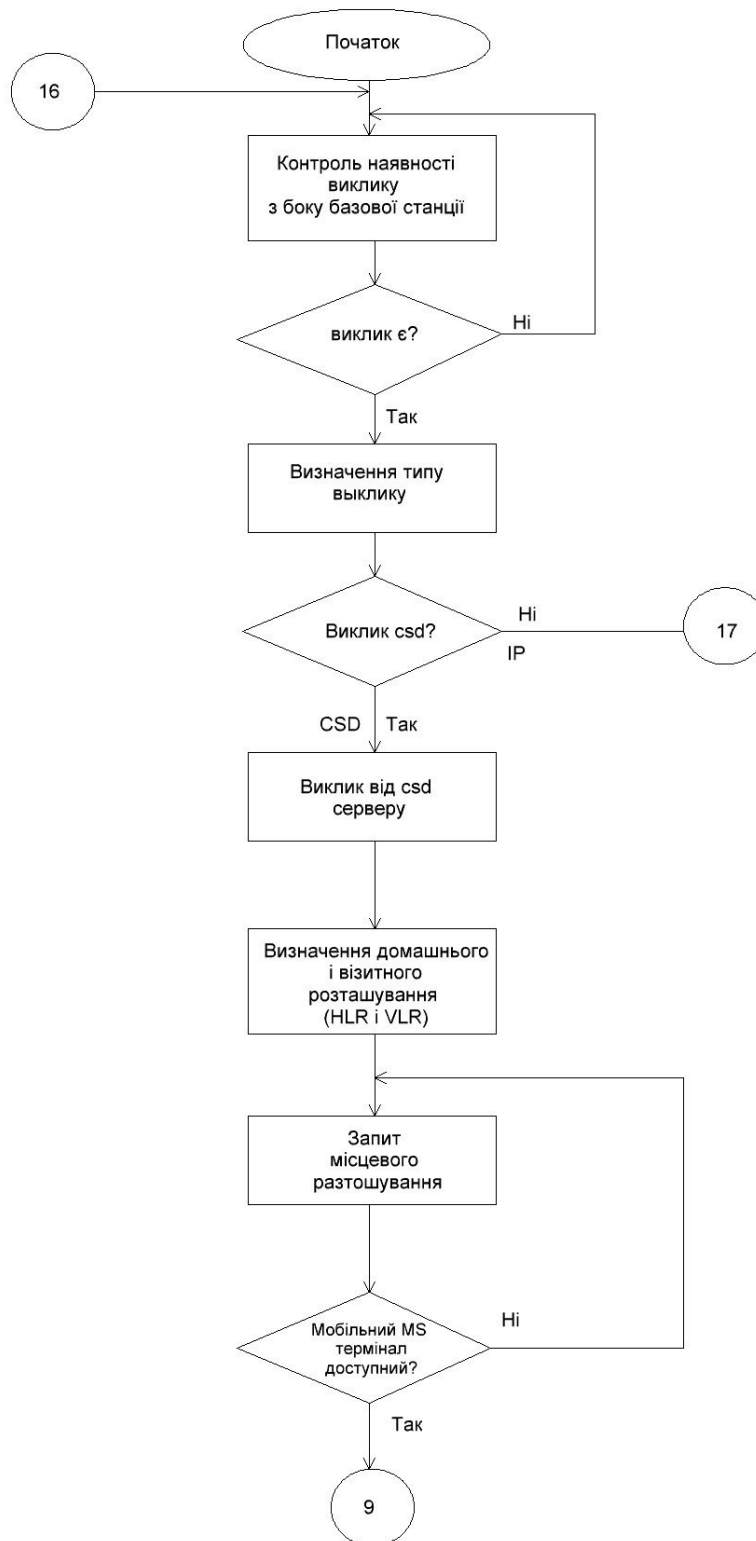 Початок
16
Контроль наявності
виклику
з боку базової станції
виклик є?
Ні
Так
Визначення типу
выклику
Виклик csd?
Ні
IP
17
CSD
Так
Виклик від csd
серверу
Визначення домашнього
і візитного
розташування
(HLR і VLR)
Запит
місцевого
разтошування
Мобільний MS
термінал
доступний?
Ні
Так
9